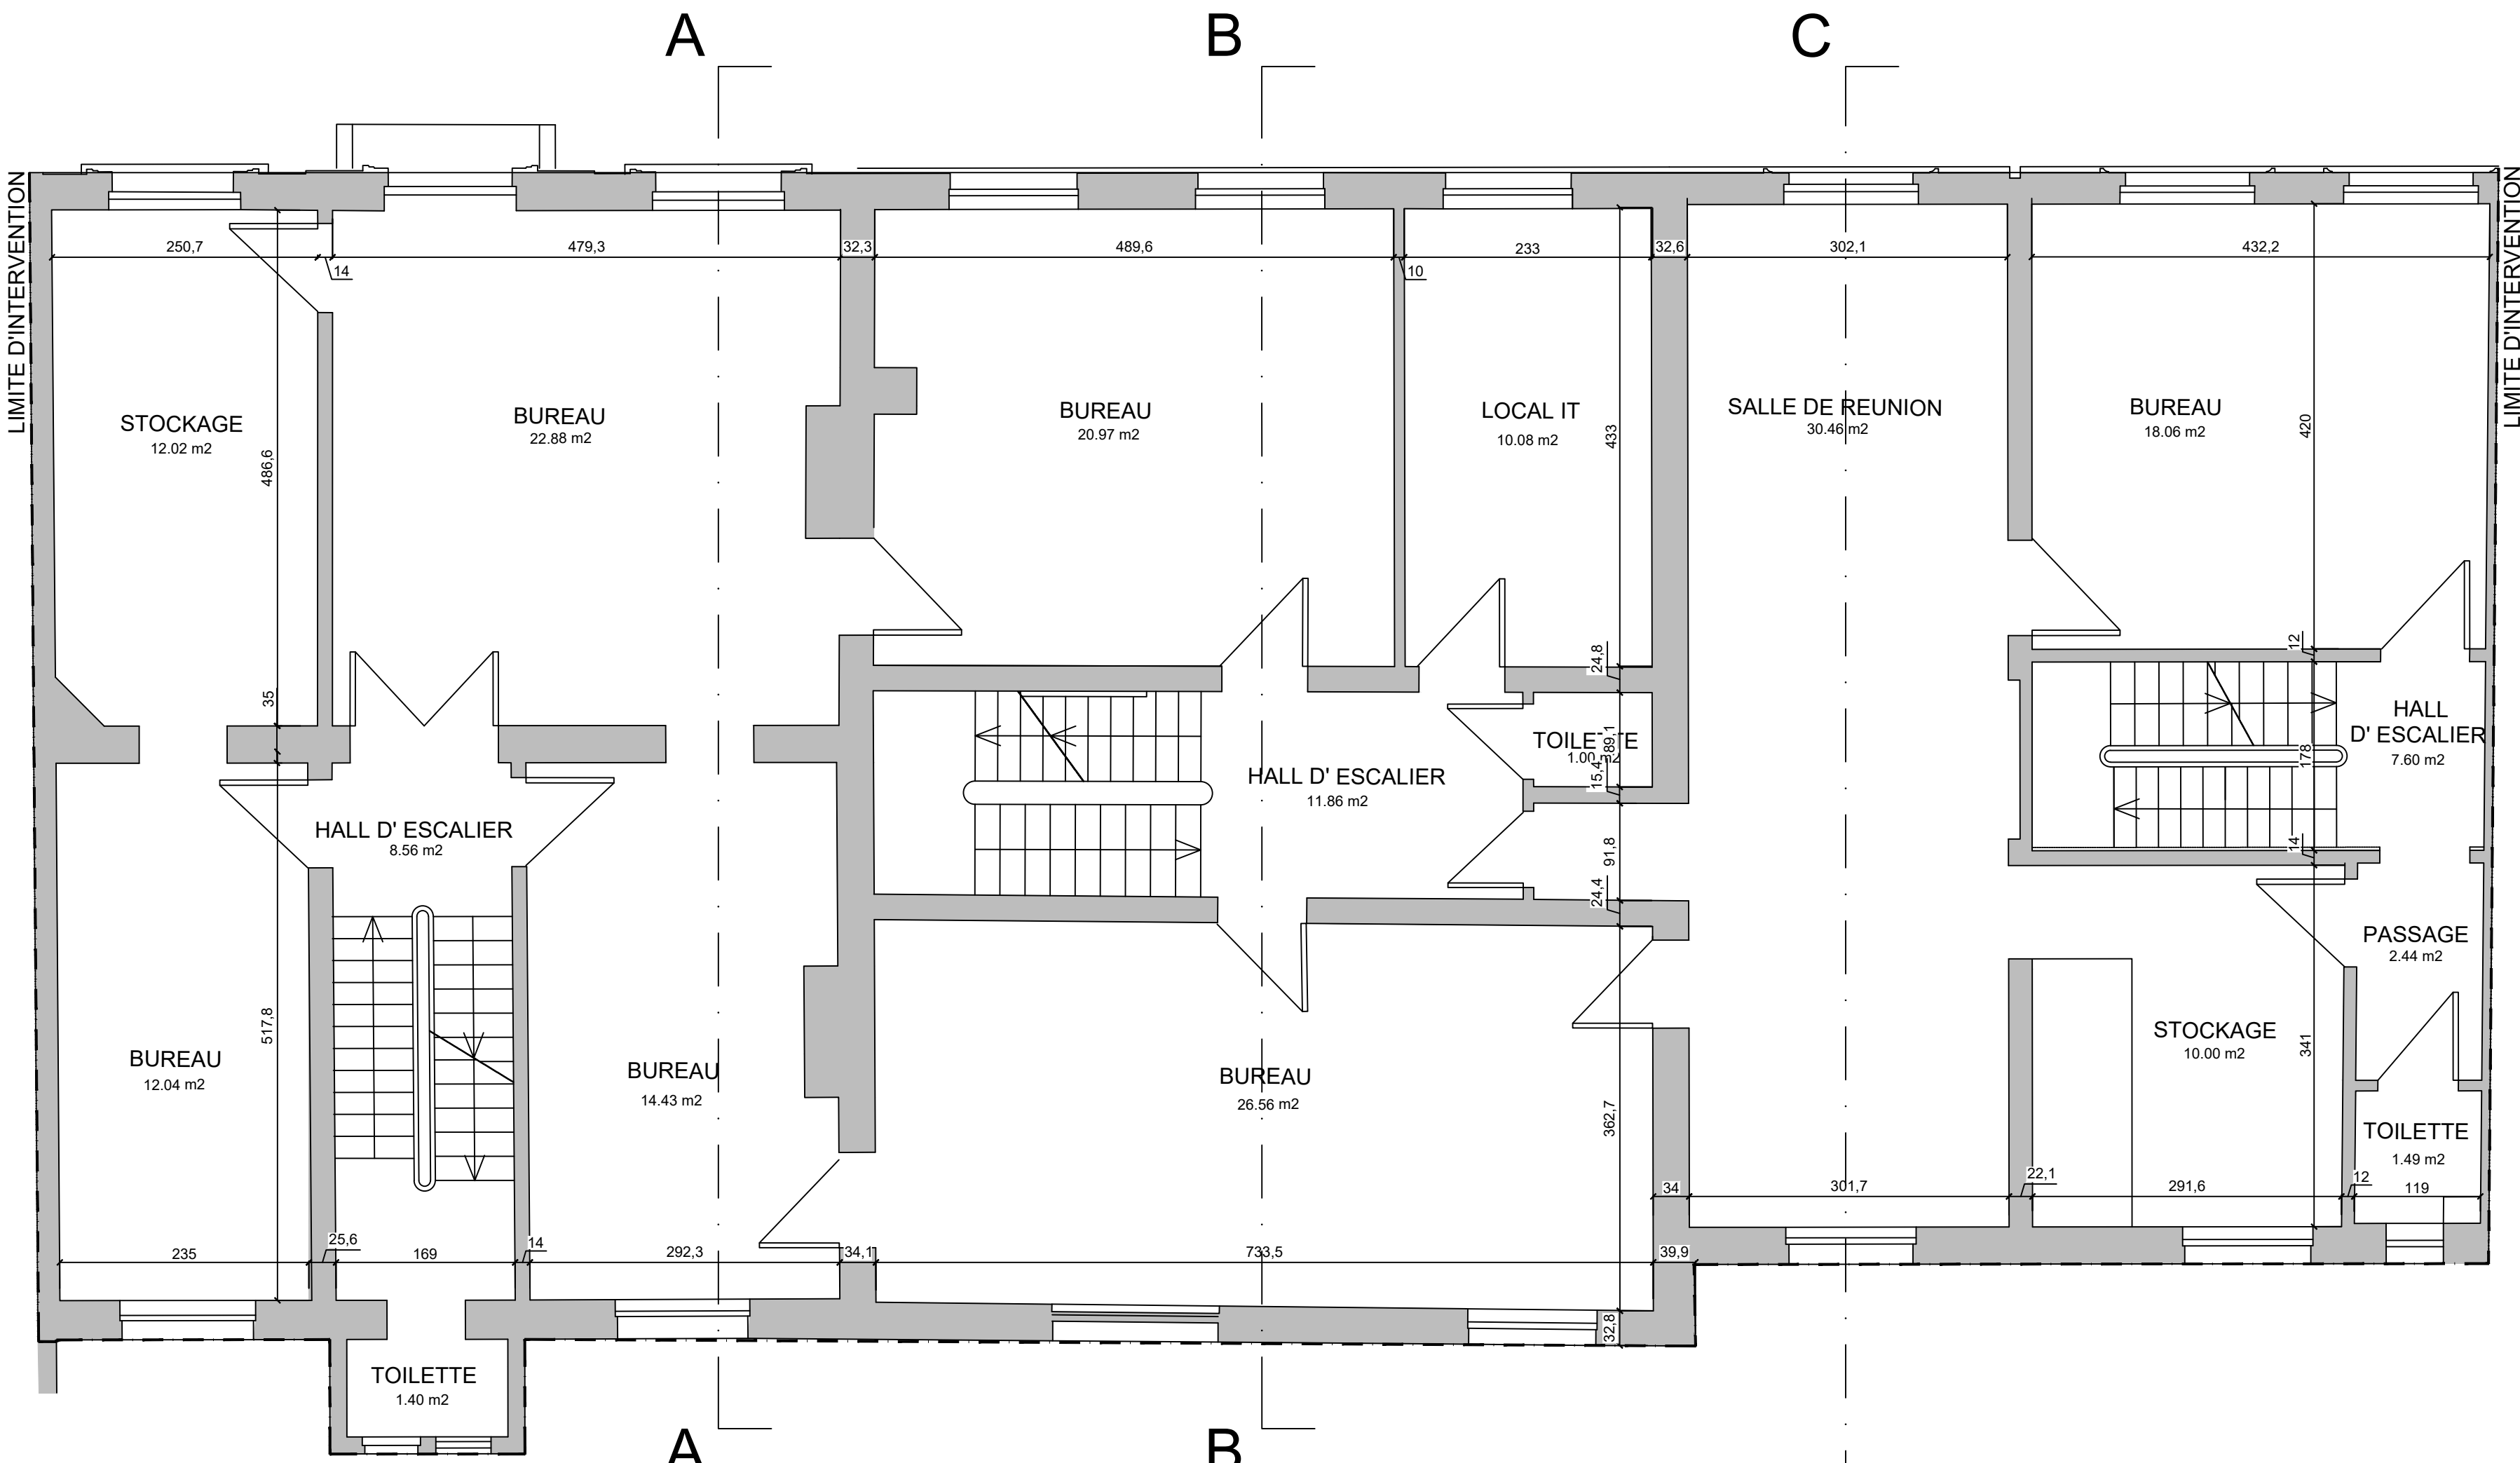 A
B
C
LIMITE D'INTERVENTION
LIMITE D'INTERVENTION
250,7
14
479,3
32,3
489,6
10
233
32,6
302,1
432,2
STOCKAGE
12.02 m2
486,6
BUREAU
22.88 m2
BUREAU
20.97 m2
LOCAL IT
10.08 m2
433
SALLE DE REUNION
30.46 m2
BUREAU
18.06 m2
420
35
24,8
12
TOILETTE
1.00 m2
189,1
15,4
HALL D' ESCALIER
11.86 m2
HALL
D' ESCALIER
7.60 m2
178
HALL D' ESCALIER
8.56 m2
91,8
24,4
14
PASSAGE
2.44 m2
517,8
BUREAU
12.04 m2
BUREAU
14.43 m2
BUREAU
26.56 m2
362,7
STOCKAGE
10.00 m2
341
TOILETTE
1.49 m2
34
301,7
22,1
291,6
12
119
235
25,6
169
14
292,3
34,1
733,5
39,9
32,8
TOILETTE
1.40 m2
A
B